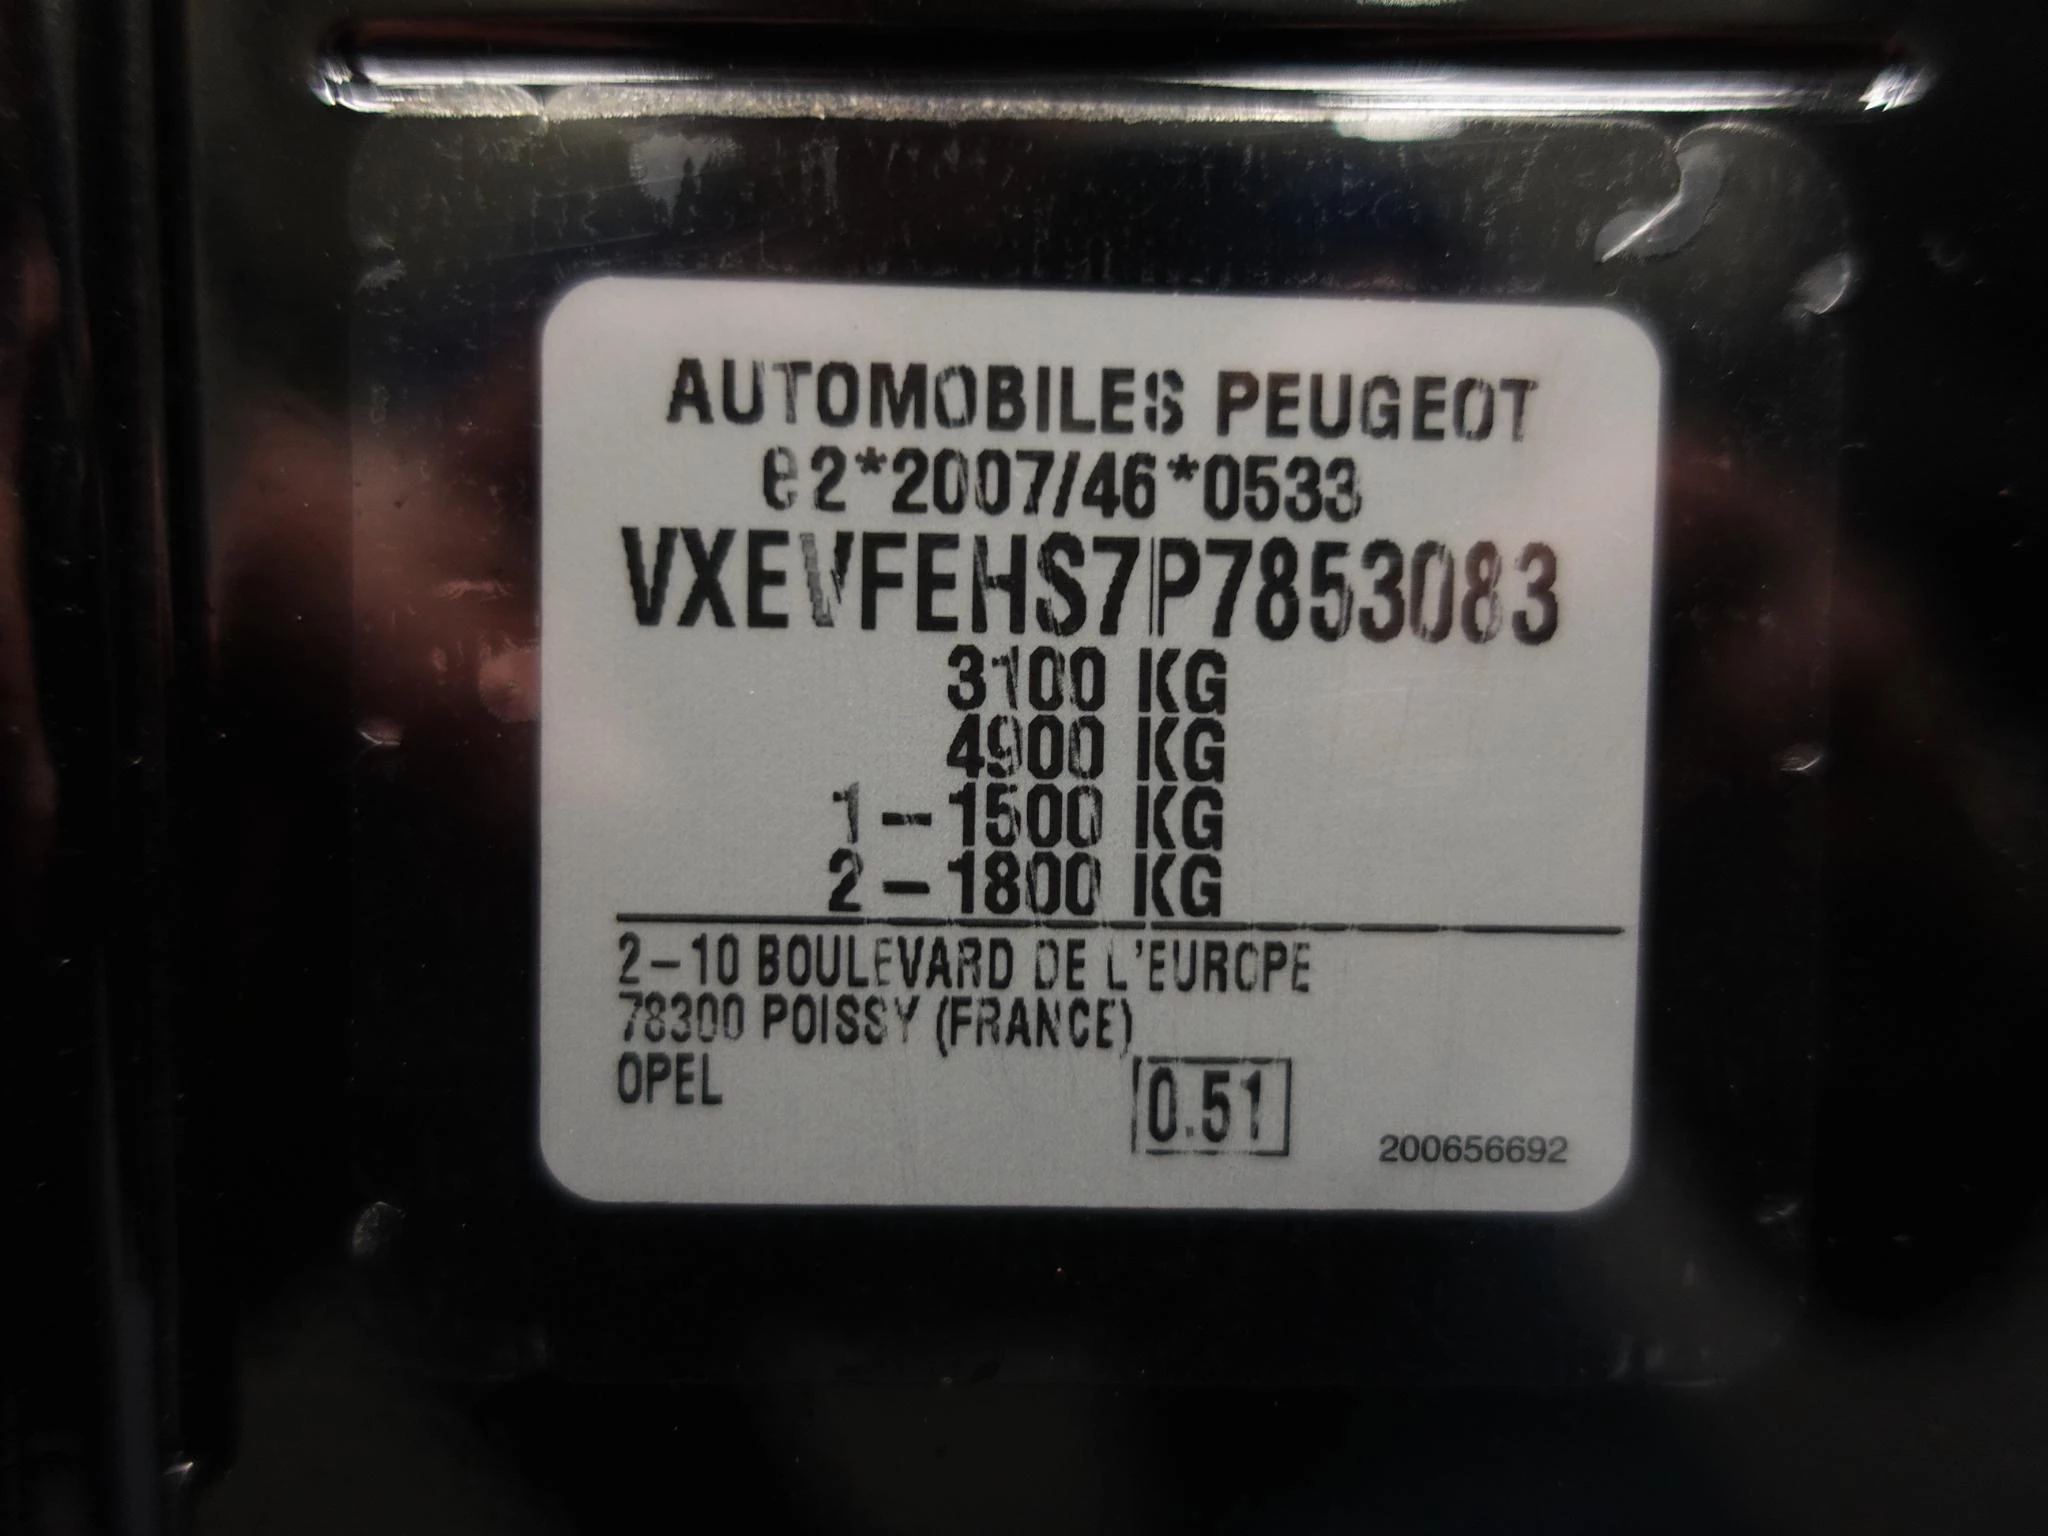 AUTOMOBILES PEUGEOT
e2*2007/46*0533
VXEVFEHS7P7853083
3100 KG
4900 KG
1-1500 KG
2-1800 KG
2-10 BOULEVARD DE L'EUROPE
78300 POISSY (FRANCE)
OPEL
0.51
200656692